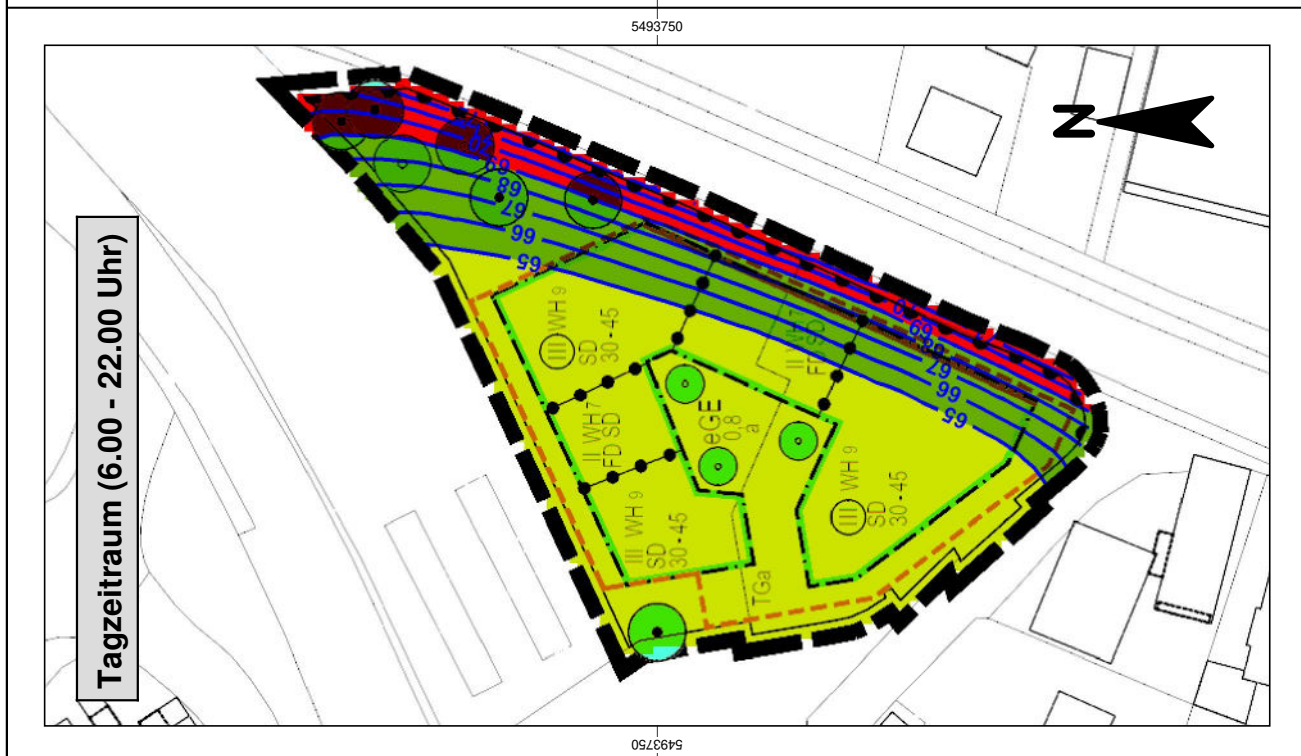 5493750
N
Tagzeitraum (6.00 - 22.00 Uhr)
70
69
68
67
66
65
III WH 9
SD
30 - 45
II WH 7
FD SD
II WH 7
FD SD
eGE
0,8
a
III WH 9
SD
30 - 45
III WH 9
SD
30 - 45
TGa
69
68
67
66
65
5493750